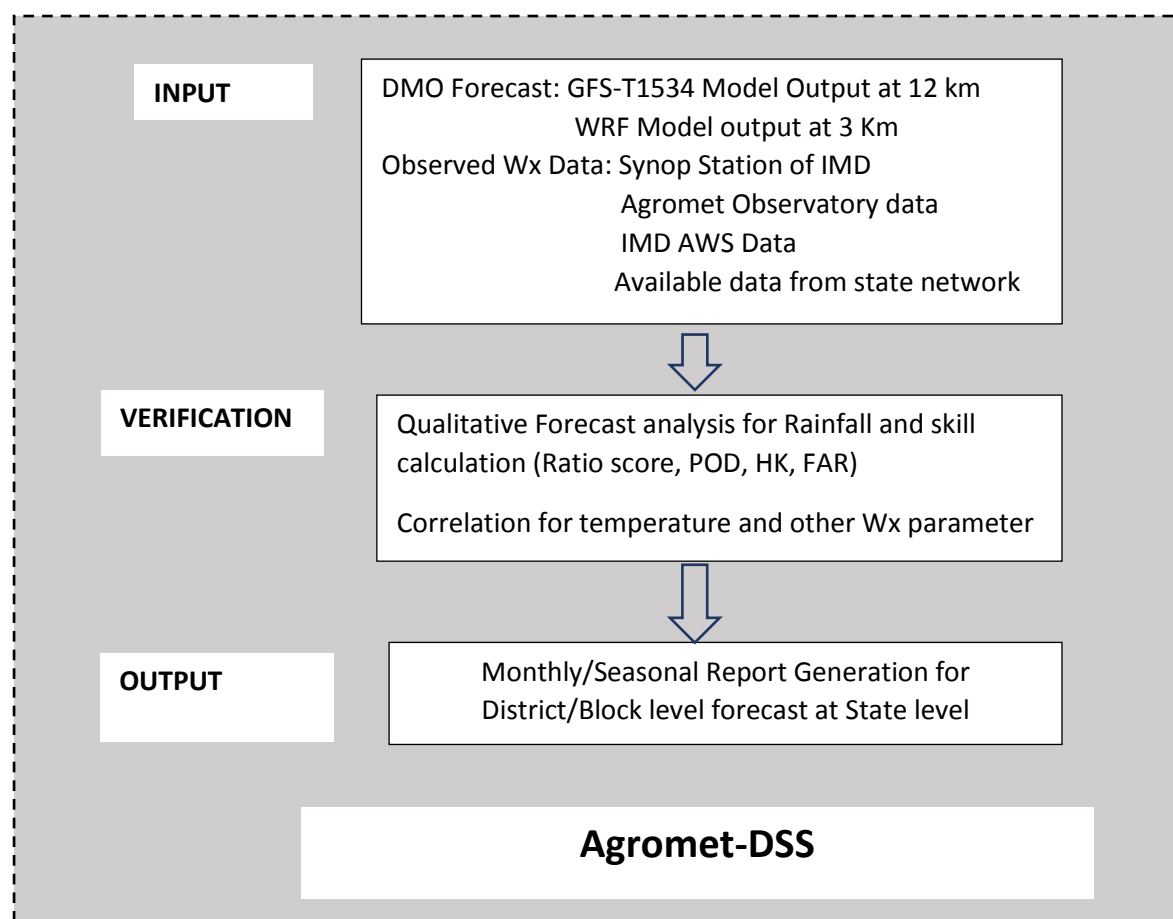 INPUT
DMO Forecast: GFS-T1534 Model Output at 12 km
WRF Model output at 3 Km
Observed Wx Data: Synop Station of IMD
Agromet Observatory data
IMD AWS Data
Available data from state network
VERIFICATION
Qualitative Forecast analysis for Rainfall and skill
calculation (Ratio score, POD, HK, FAR)
Correlation for temperature and other Wx parameter
OUTPUT
Monthly/Seasonal Report Generation for
District/Block level forecast at State level
Agromet-DSS